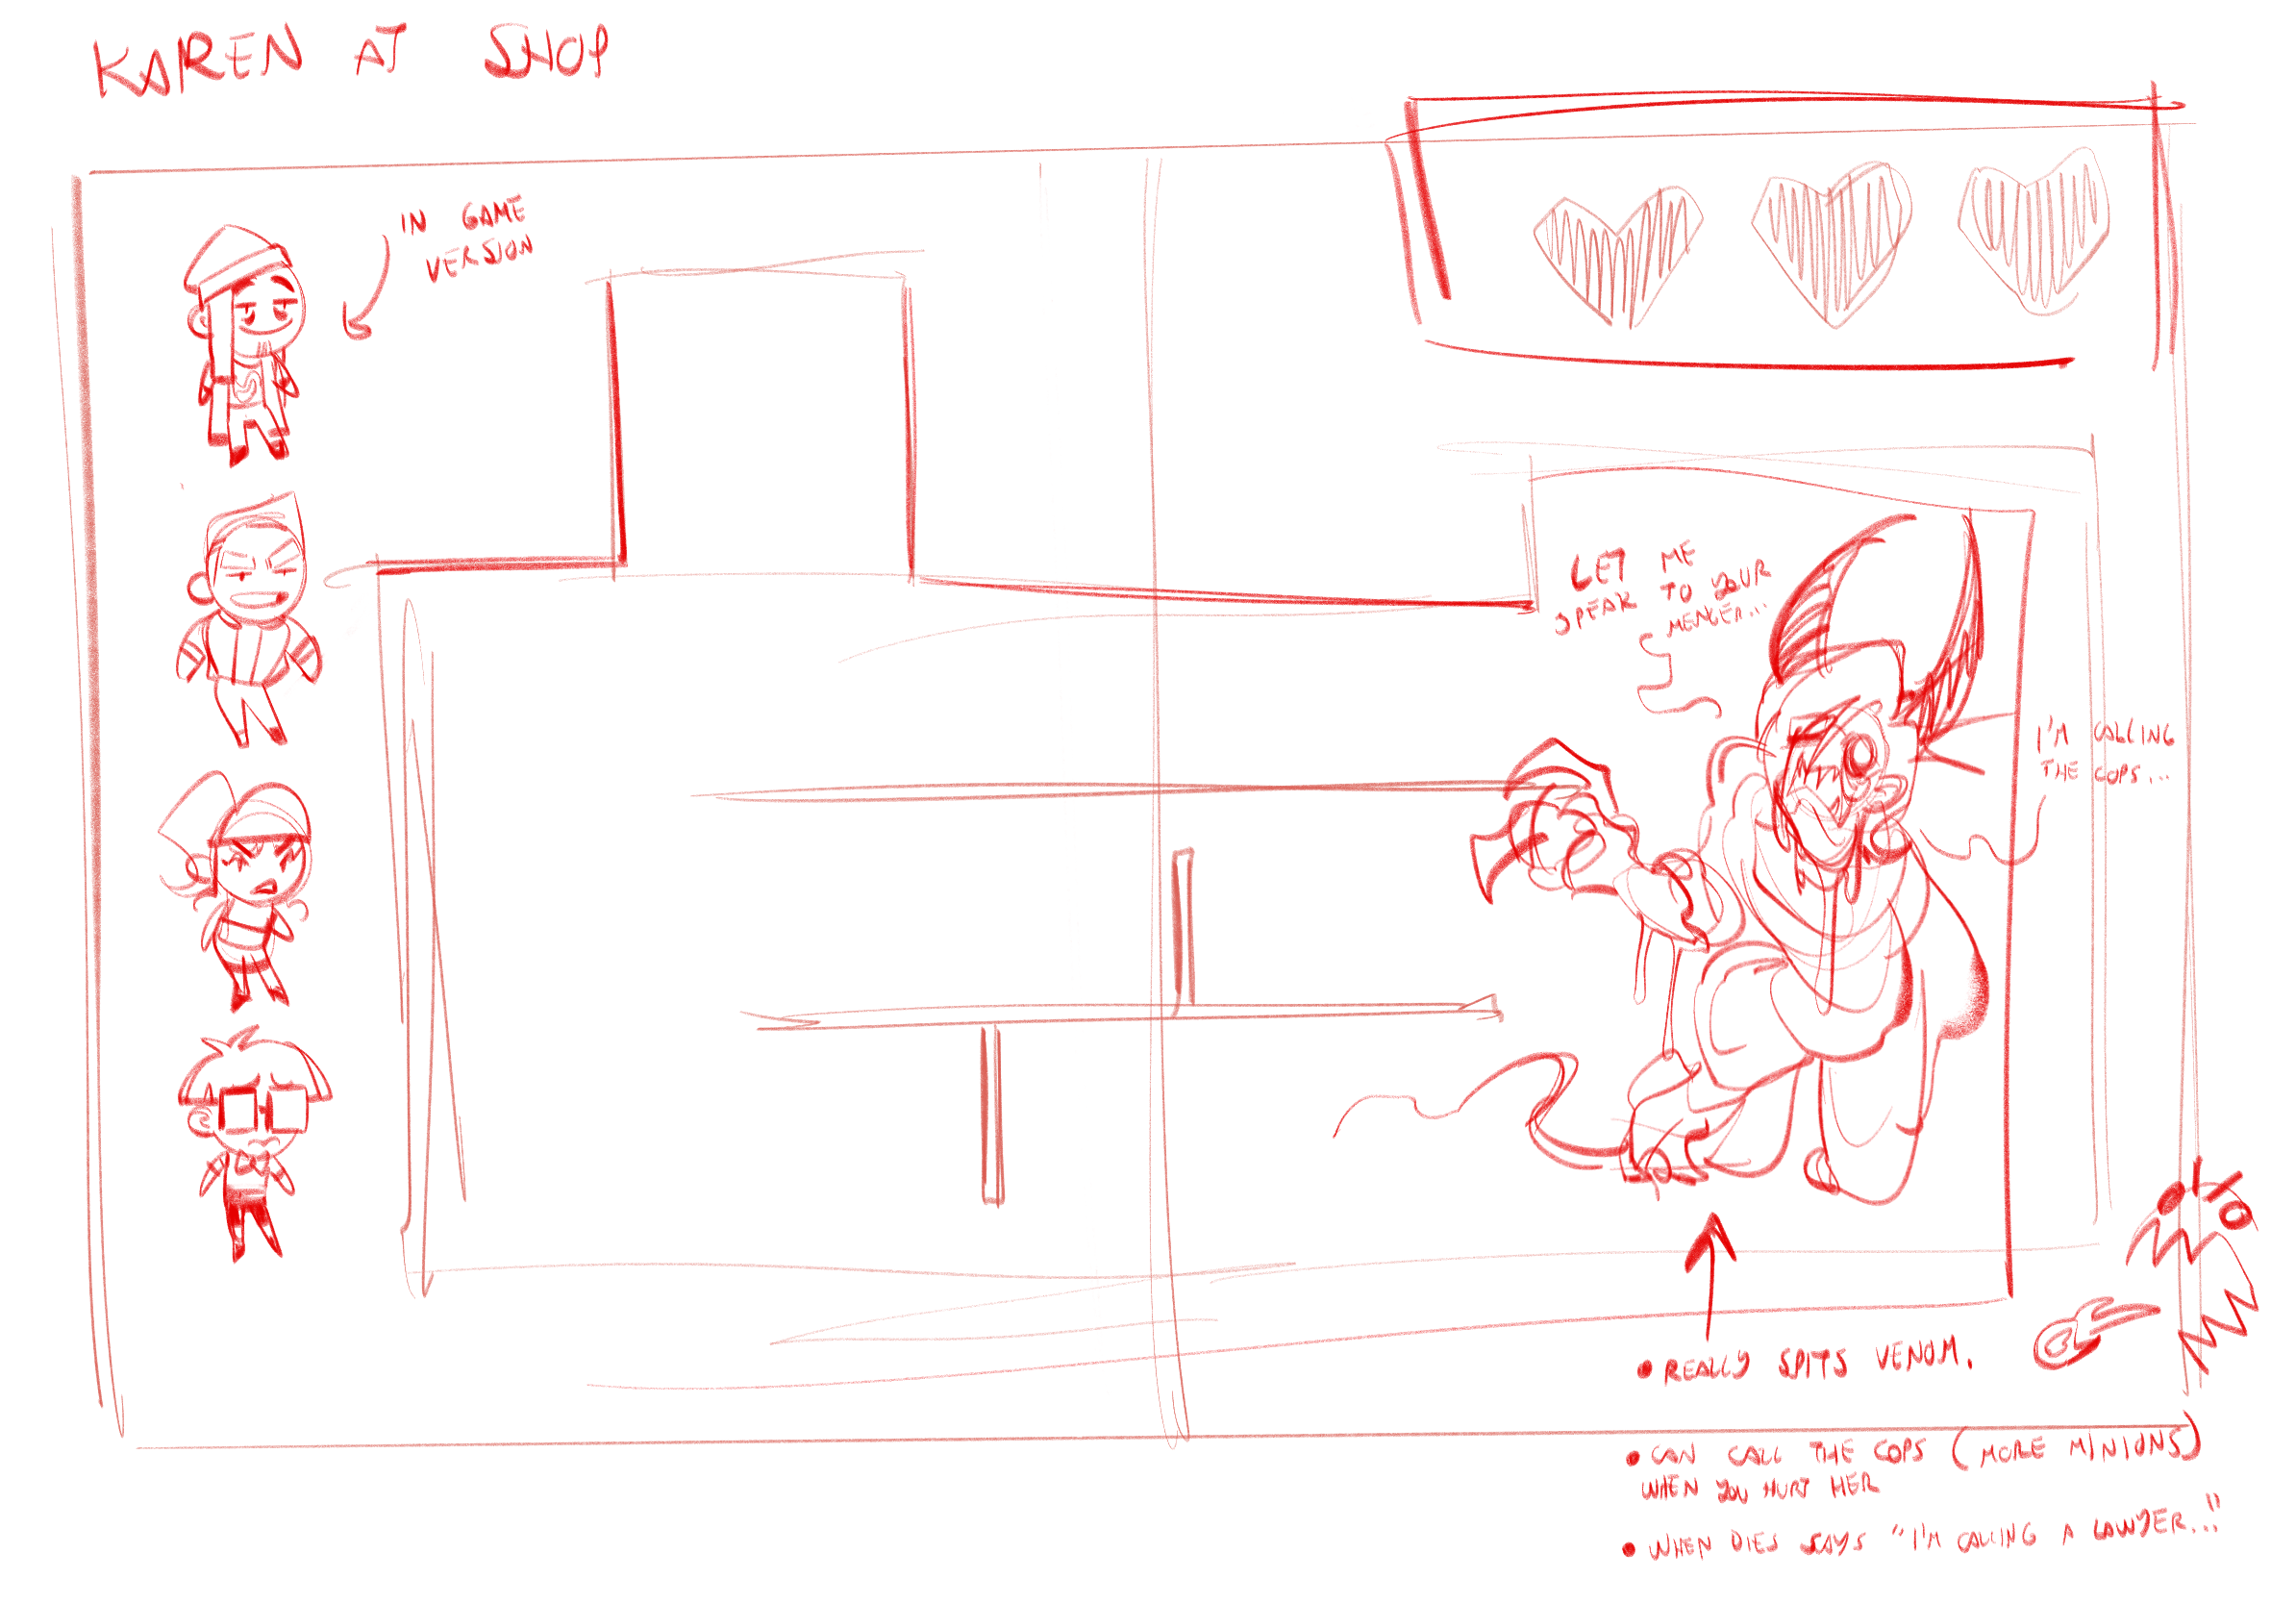 KAREN AT SHOP
IN GAME
VERSION
LET ME
SPEAK TO YOUR
MENGER...
I'M CALLING
THE COPS...
• REALLY SPITS VENOM.
• CAN CALL THE COPS (MORE MINIONS)
WHEN YOU HURT HER
• WHEN DIES SAYS "I'M CALLING A LAWYER..."